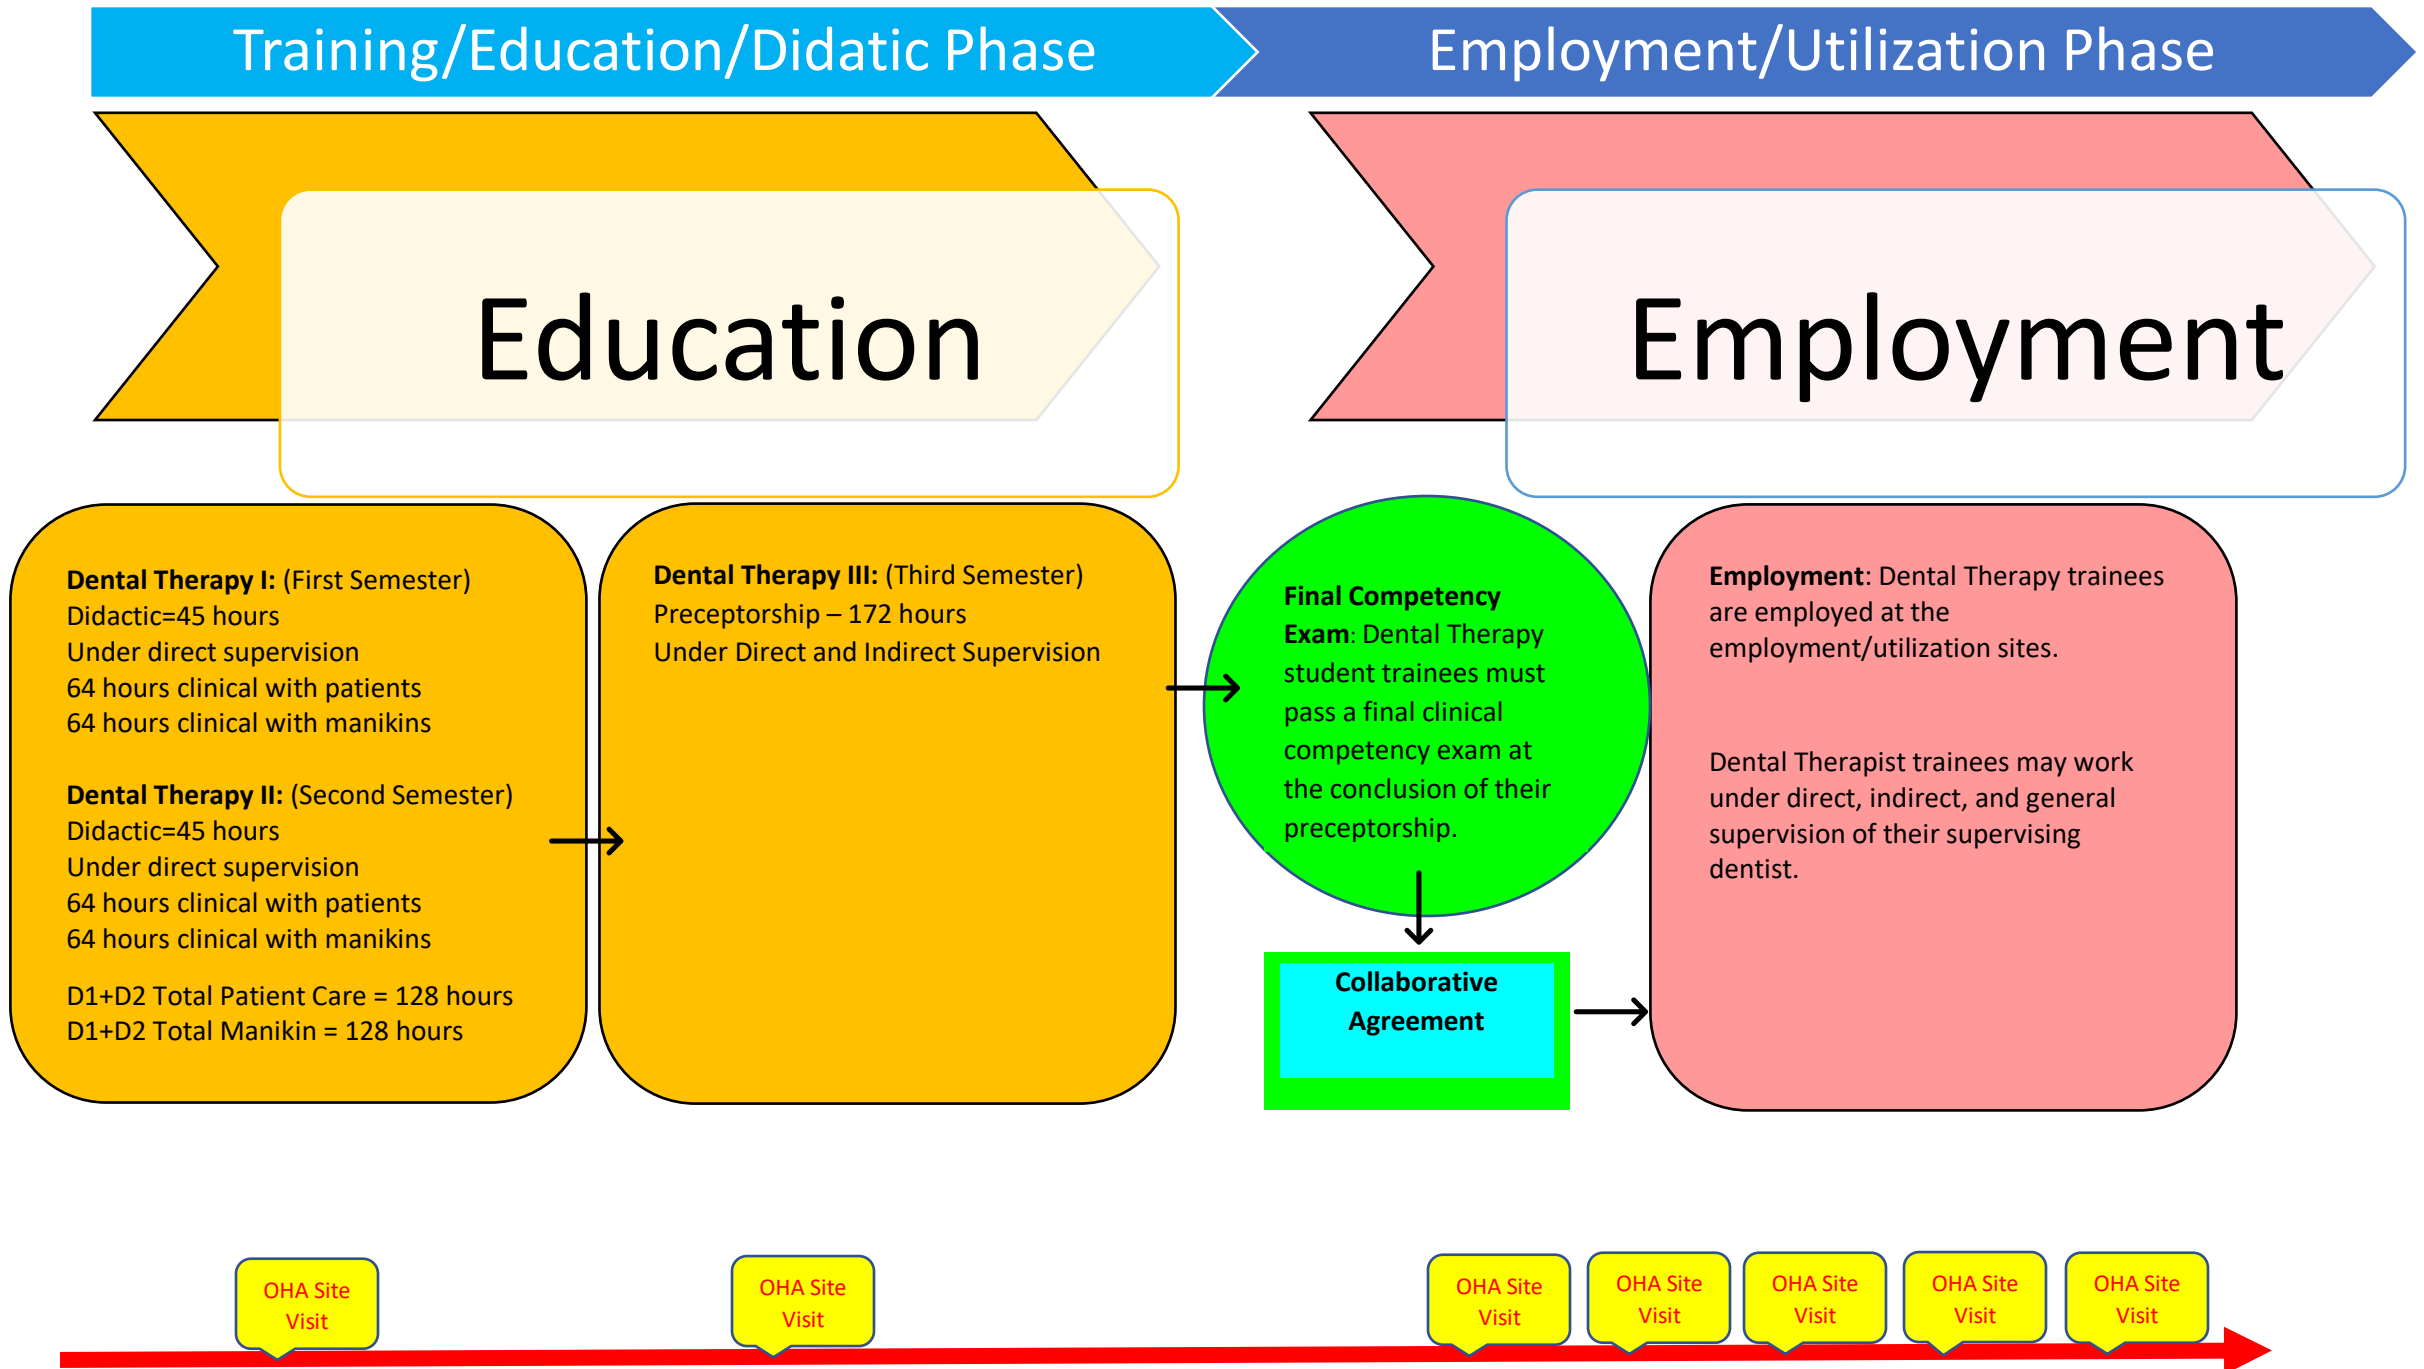 Training/Education/Didatic Phase
Employment/Utilization Phase
Education
Employment
Dental Therapy I: (First Semester)
Didactic=45 hours
Under direct supervision
64 hours clinical with patients
64 hours clinical with manikins
Dental Therapy II: (Second Semester)
Didactic=45 hours
Under direct supervision
64 hours clinical with patients
64 hours clinical with manikins
D1+D2 Total Patient Care = 128 hours
D1+D2 Total Manikin = 128 hours
Dental Therapy III: (Third Semester)
Preceptorship – 172 hours
Under Direct and Indirect Supervision
Final Competency
Exam: Dental Therapy
student trainees must
pass a final clinical
competency exam at
the conclusion of their
preceptorship.
Collaborative
Agreement
Employment: Dental Therapy trainees
are employed at the
employment/utilization sites.
Dental Therapist trainees may work
under direct, indirect, and general
supervision of their supervising
dentist.
OHA Site
Visit
OHA Site
Visit
OHA Site
Visit
OHA Site
Visit
OHA Site
Visit
OHA Site
Visit
OHA Site
Visit